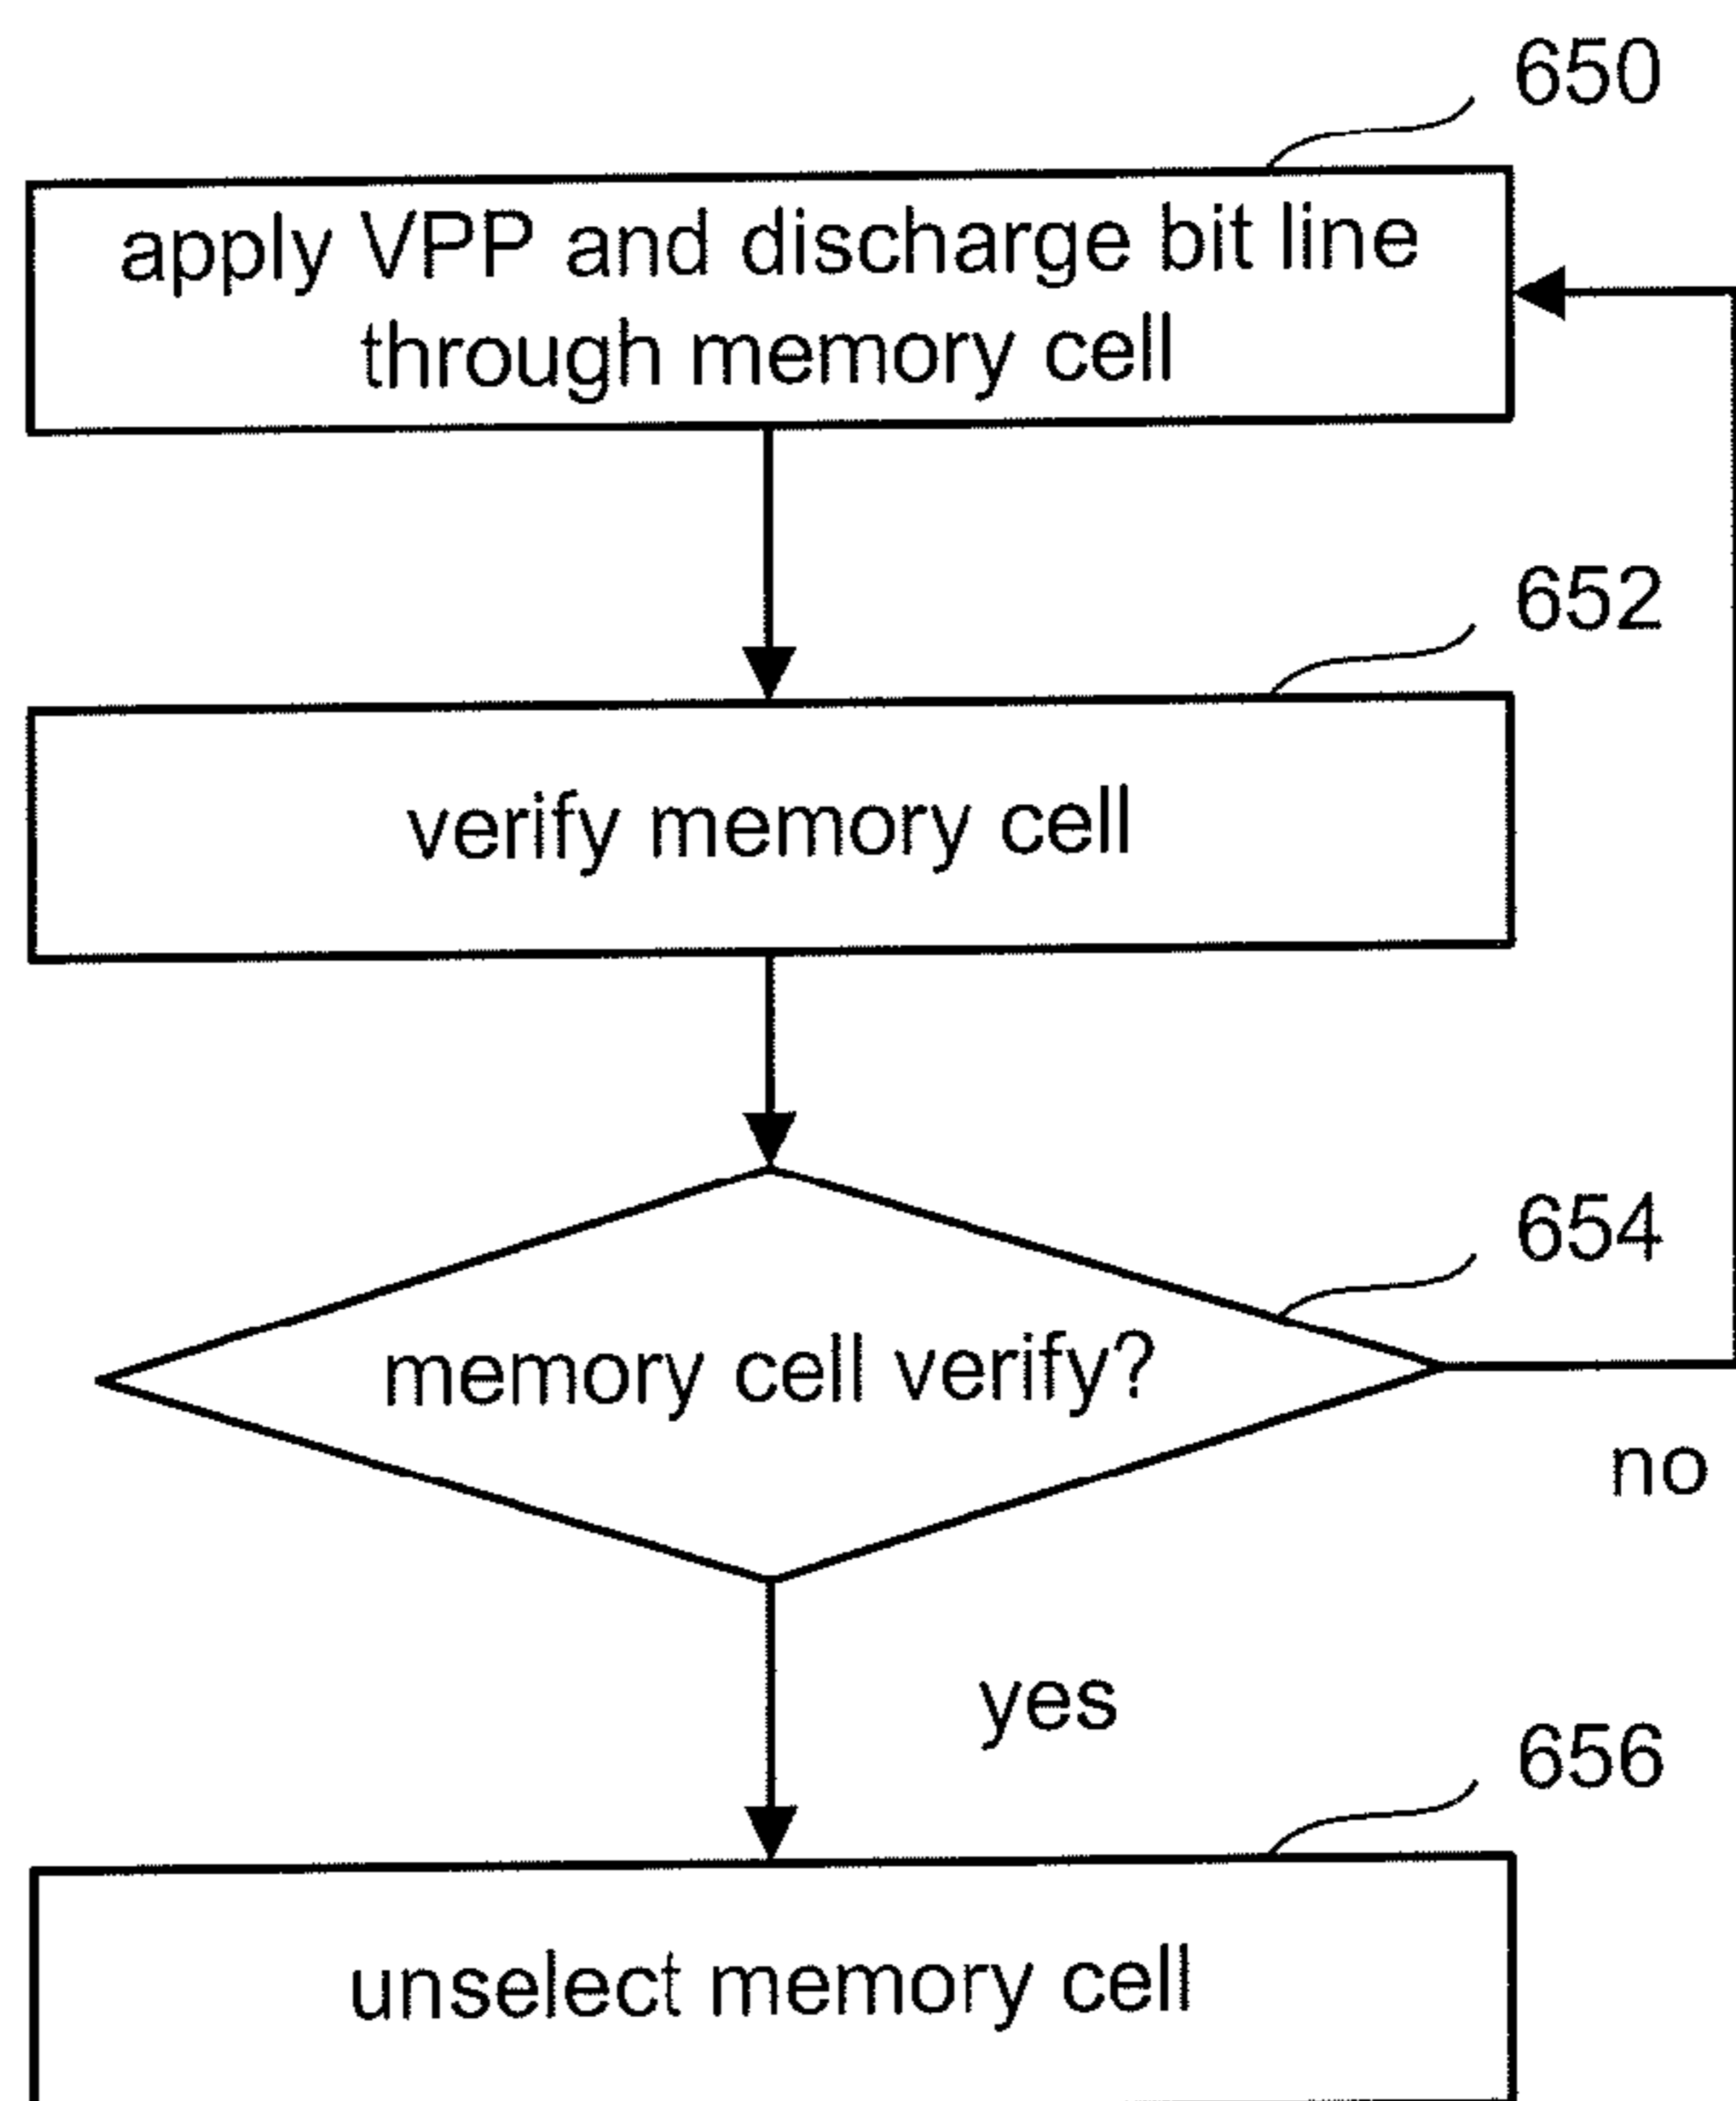 650
apply VPP and discharge bit line
through memory cell
652
verify memory cell
654
memory cell verify?
no
yes
656
unselect memory cell